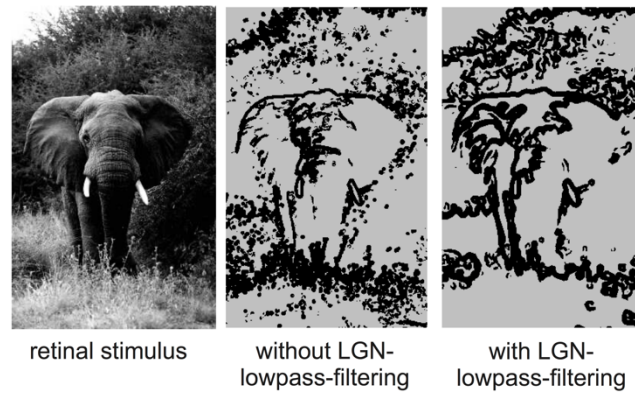 retinal stimulus
without LGN-
lowpass-filtering
with LGN-
lowpass-filtering